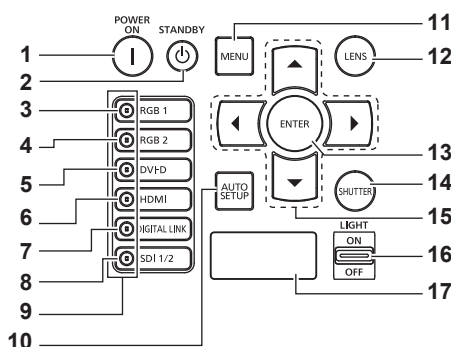 POWER
ON
STANDBY
1
2
3
RGB 1
4
RGB 2
5
DVI-D
6
HDMI
7
DIGITAL LINK
8
SDI 1/2
9
10
MENU
11
LENS
12
ENTER
13
AUTO
SETUP
SHUTTER
14
15
LIGHT
ON
OFF
16
17